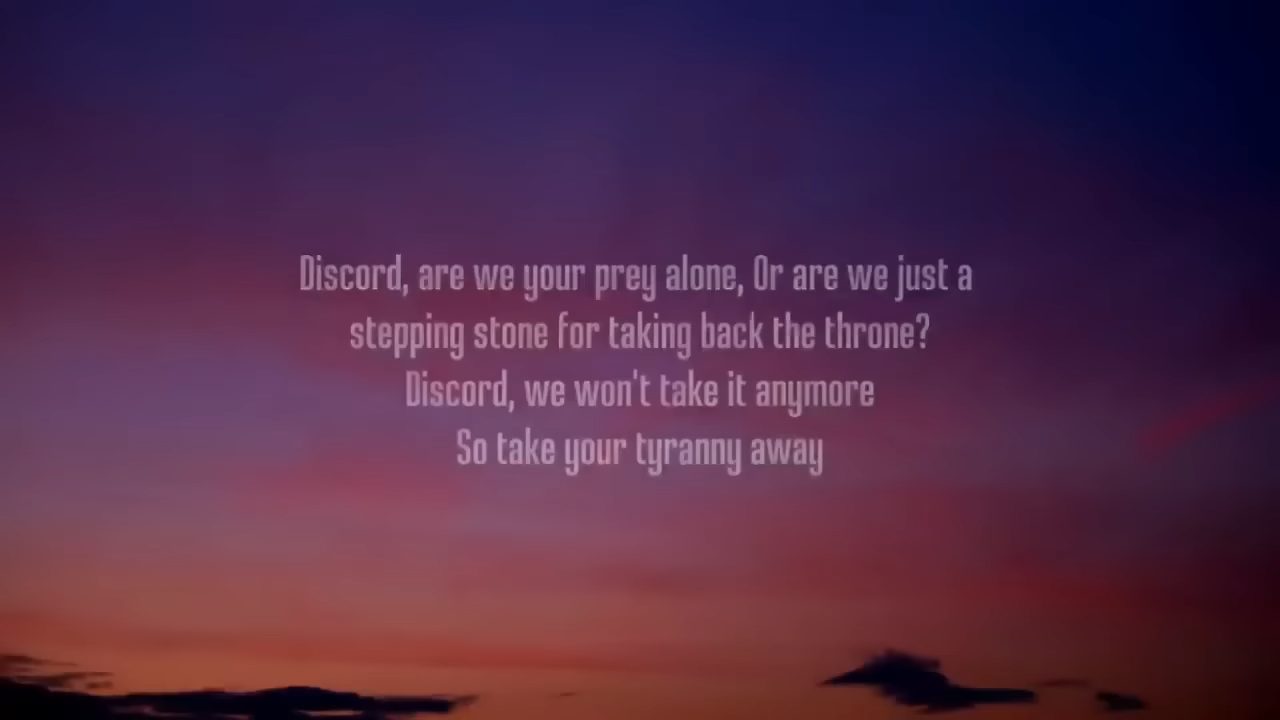 Discord, are we your prey alone, Or are we just a
stepping stone for taking back the throne?
Discord, we won't take it anymore
So take your tyranny away